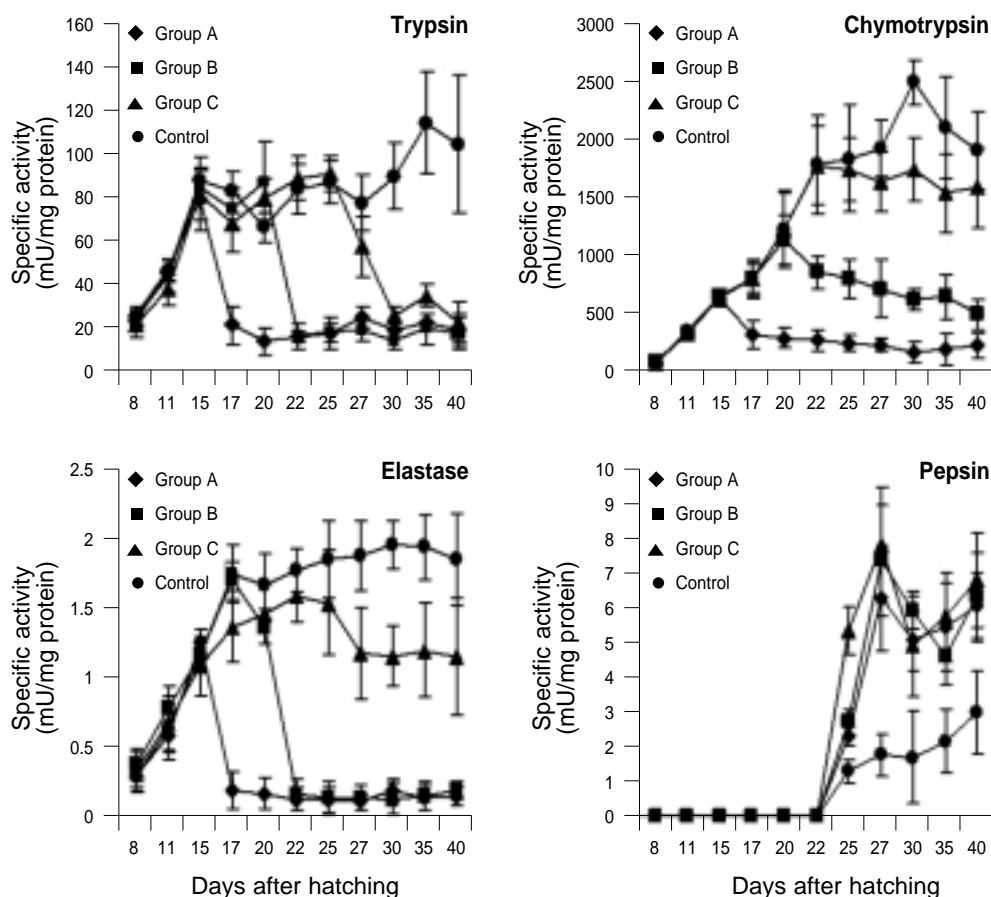 Trypsin
Specific activity
(mU/mg protein)
160
140
120
100
80
60
40
20
0
Group A
Group B
Group C
Control
8 11 15 17 20 22 25 27 30 35 40
Chymotrypsin
Specific activity
(mU/mg protein)
3000
2500
2000
1500
1000
500
0
Group A
Group B
Group C
Control
8 11 15 17 20 22 25 27 30 35 40
Elastase
Specific activity
(mU/mg protein)
2.5
2
1.5
1
0.5
0
Group A
Group B
Group C
Control
8 11 15 17 20 22 25 27 30 35 40
Days after hatching
Pepsin
Specific activity
(mU/mg protein)
10
9
8
7
6
5
4
3
2
1
0
Group A
Group B
Group C
Control
8 11 15 17 20 22 25 27 30 35 40
Days after hatching